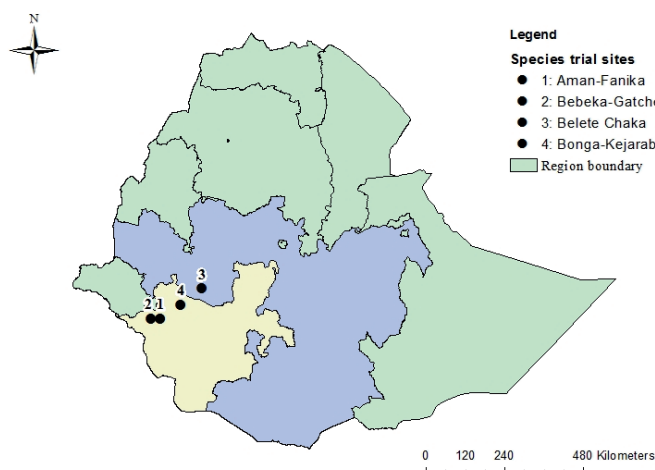 N
Legend
Species trial sites
1: Aman-Fanika
2: Bebeka-Gatche
3: Belete Chaka
4: Bonga-Kejarab
Region boundary
3
4
2 1
0 120 240 480 Kilometers